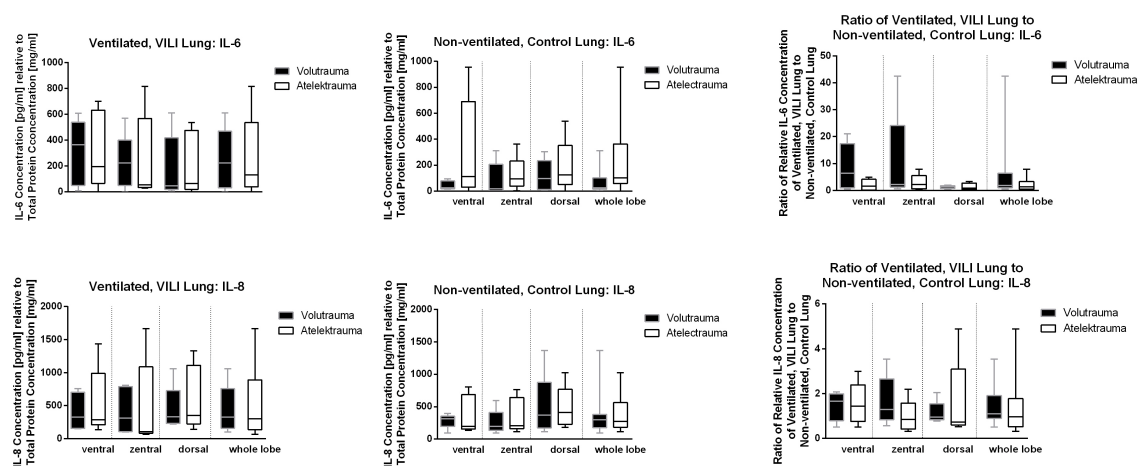 Ventilated, VILI Lung: IL-6
IL-6 Concentration [pg/ml] relative to
Total Protein Cconcentration [mg/ml]
1000
800
600
400
200
0
Volutrauma
Atelektrauma
Non-ventilated, Control Lung: IL-6
IL-6 Concentration [pg/ml] relative to
Total Protein Cconcentration [mg/ml]
1000
800
600
400
200
0
ventral
zentral
dorsal
whole lobe
Volutrauma
Atelectrauma
Ratio of Ventilated, VILI Lung to
Non-ventilated, Control Lung: IL-6
Ratio of Relative IL-6 Concentration
of Ventilated, VILI Lung to
Non-ventilated, Control Lung
50
40
30
20
10
0
ventral
zentral
dorsal
whole lobe
Volutrauma
Atelektrauma
Ventilated, VILI Lung: IL-8
IL-8 Concentration [pg/ml] relative to
Total Protein Concentration [mg/ml]
2000
1500
1000
500
0
ventral
zentral
dorsal
whole lobe
Volutrauma
Atelektrauma
Non-ventilated, Control Lung: IL-8
IL-8 Concentration [pg/ml] relative to
Total Protein Concentration [mg/ml]
2000
1500
1000
500
0
ventral
zentral
dorsal
whole lobe
Volutrauma
Atelectrauma
Ratio of Ventilated, VILI Lung to
Non-ventilated, Control Lung: IL-8
Ratio of Relative IL-8 Concentration
of Ventilated, VILI Lung to
Non-ventilated, Control Lung
6
4
2
0
ventral
zentral
dorsal
whole lobe
Volutrauma
Atelektrauma